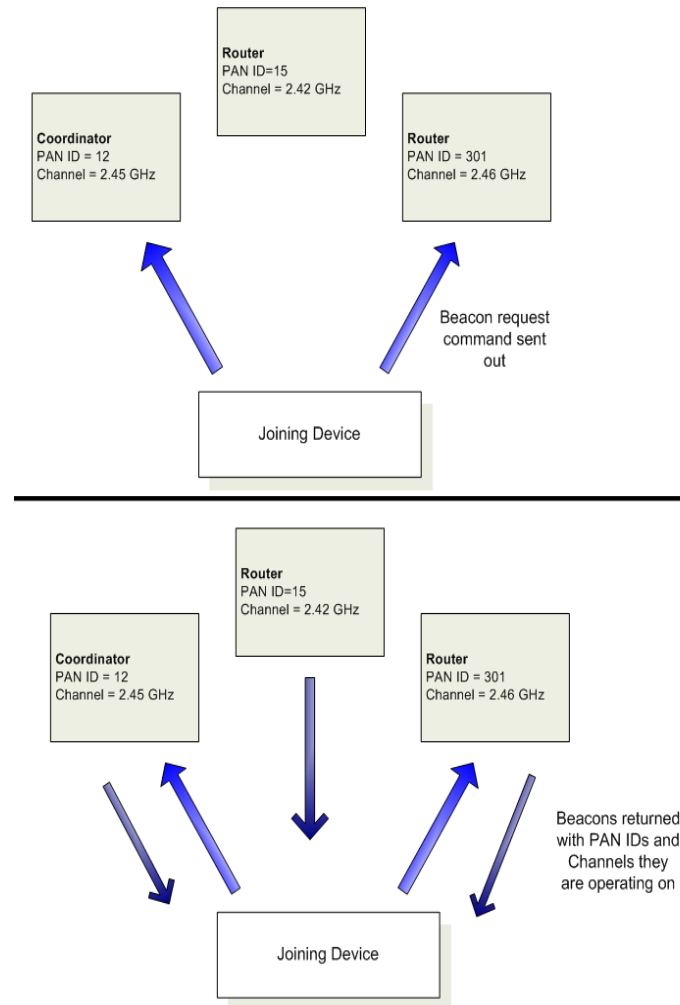 Router
PAN ID=15
Channel = 2.42 GHz
Coordinator
PAN ID = 12
Channel = 2.45 GHz
Router
PAN ID = 301
Channel = 2.46 GHz
Beacon request
command sent
out
Joining Device
Router
PAN ID=15
Channel = 2.42 GHz
Coordinator
PAN ID = 12
Channel = 2.45 GHz
Router
PAN ID = 301
Channel = 2.46 GHz
Beacons returned
with PAN IDs and
Channels they
are operating on
Joining Device